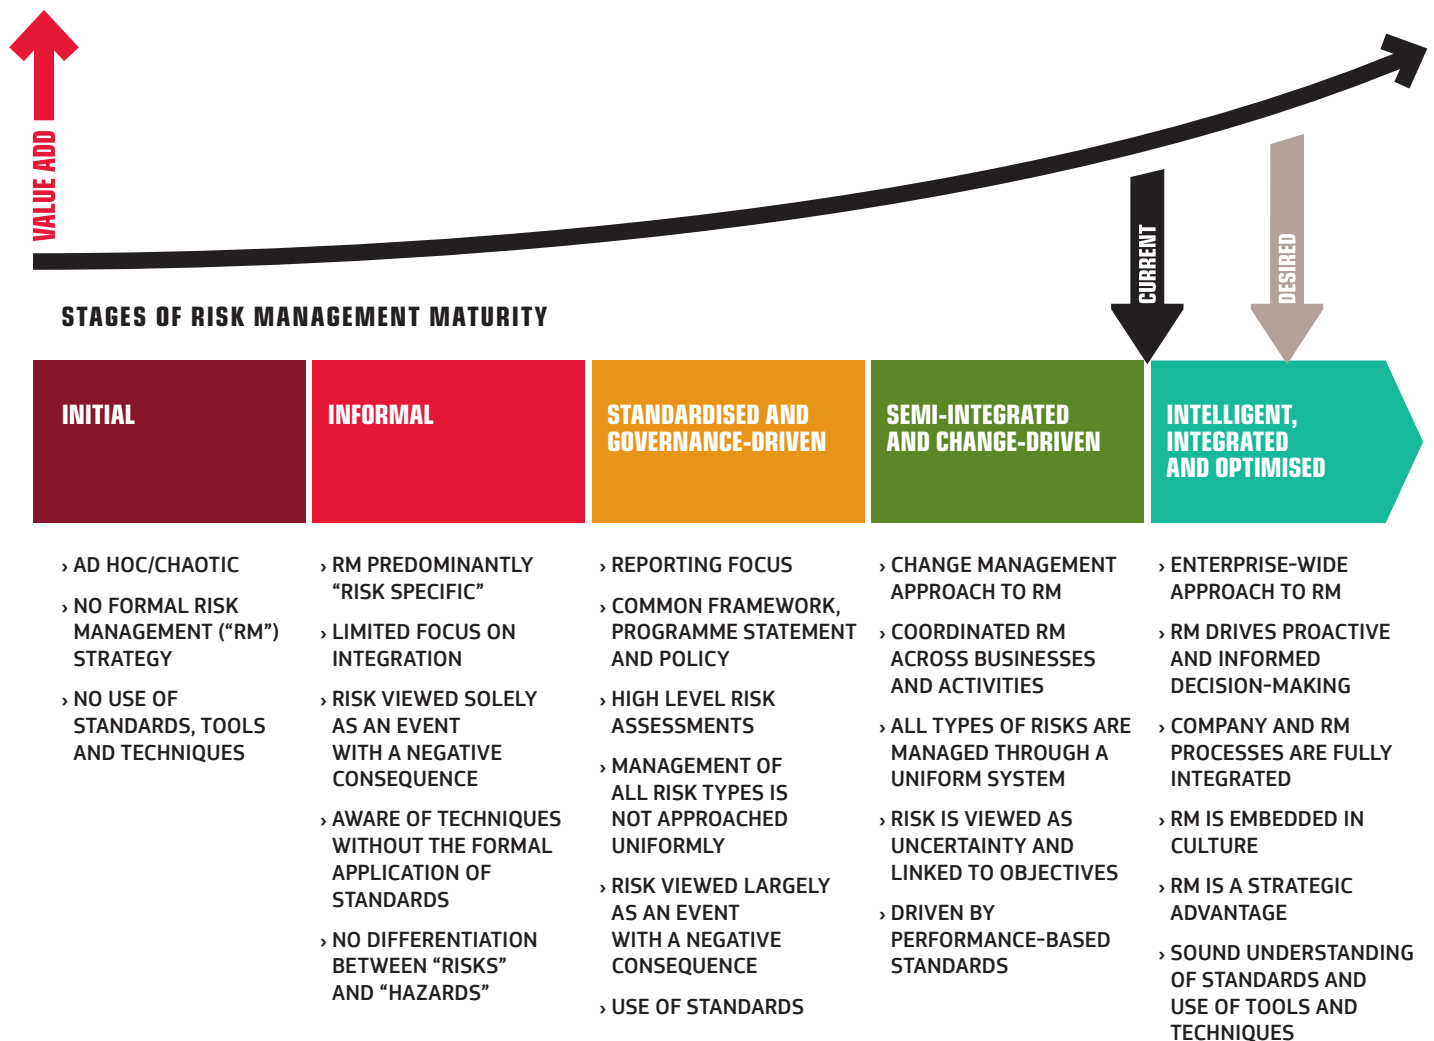 VALUE ADD
CURRENT
DESIRED
STAGES OF RISK MANAGEMENT MATURITY
INITIAL
› AD HOC/CHAOTIC
› NO FORMAL RISK
MANAGEMENT (“RM”)
STRATEGY
› NO USE OF
STANDARDS, TOOLS
AND TECHNIQUES
INFORMAL
› RM PREDOMINANTLY
“RISK SPECIFIC”
› LIMITED FOCUS ON
INTEGRATION
› RISK VIEWED SOLELY
AS AN EVENT
WITH A NEGATIVE
CONSEQUENCE
› AWARE OF TECHNIQUES
WITHOUT THE FORMAL
APPLICATION OF
STANDARDS
› NO DIFFERENTIATION
BETWEEN “RISKS”
AND “HAZARDS”
STANDARDISED AND
GOVERNANCE-DRIVEN
› REPORTING FOCUS
› COMMON FRAMEWORK,
PROGRAMME STATEMENT
AND POLICY
› HIGH LEVEL RISK
ASSESSMENTS
› MANAGEMENT OF
ALL RISK TYPES IS
NOT APPROACHED
UNIFORMLY
› RISK VIEWED LARGELY
AS AN EVENT
WITH A NEGATIVE
CONSEQUENCE
› USE OF STANDARDS
SEMI-INTEGRATED
AND CHANGE-DRIVEN
› CHANGE MANAGEMENT
APPROACH TO RM
› COORDINATED RM
ACROSS BUSINESSES
AND ACTIVITIES
› ALL TYPES OF RISKS ARE
MANAGED THROUGH A
UNIFORM SYSTEM
› RISK IS VIEWED AS
UNCERTAINTY AND
LINKED TO OBJECTIVES
› DRIVEN BY
PERFORMANCE-BASED
STANDARDS
INTELLIGENT,
INTEGRATED
AND OPTIMISED
› ENTERPRISE-WIDE
APPROACH TO RM
› RM DRIVES PROACTIVE
AND INFORMED
DECISION-MAKING
› COMPANY AND RM
PROCESSES ARE FULLY
INTEGRATED
› RM IS EMBEDDED IN
CULTURE
› RM IS A STRATEGIC
ADVANTAGE
› SOUND UNDERSTANDING
OF STANDARDS AND
USE OF TOOLS AND
TECHNIQUES